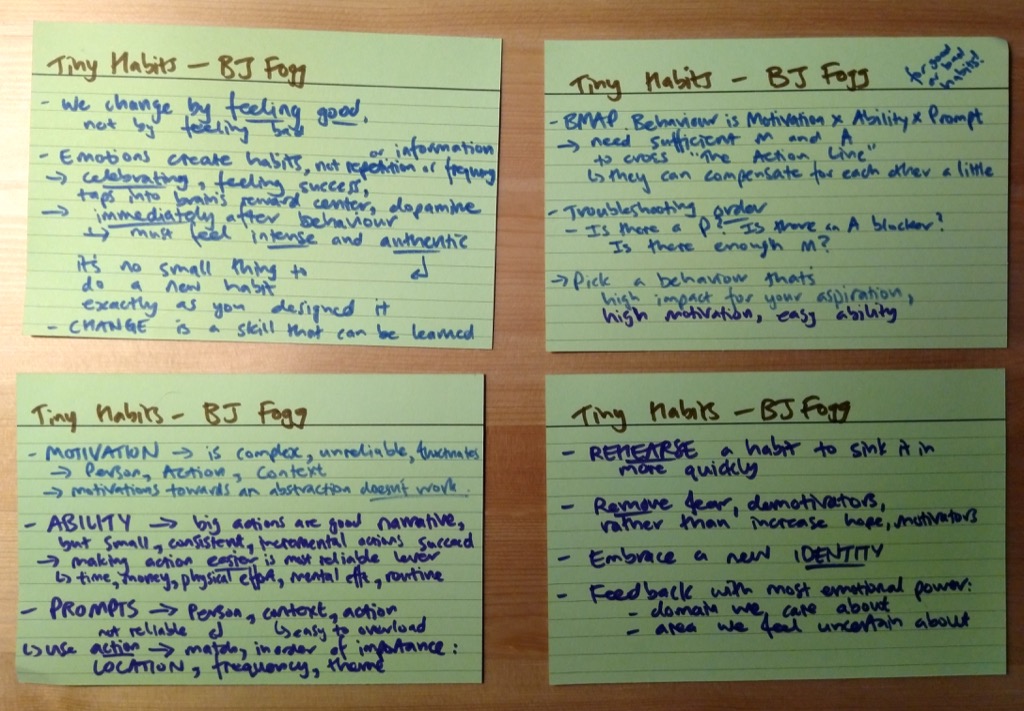 Tiny Habits - BJ Fogg
- We change by feeling good.
not by feeling bad
- Emotions create habits, not repetition or frequency
or information
→ celebrating, feeling success,
taps into brain's reward center, dopamine
→ immediately after behaviour
↳ must feel intense and authentic
it's no small thing to
do a new habit
exactly as you designed it
- CHANGE is a skill that can be learned
Tiny Habits - BJ Fogg
for good
or bad
habits!
- BMAP Behaviour is Motivation x Ability x Prompt
→ need sufficient M and A
to cross "The Action Line"
↳ they can compensate for each other a little
- Troubleshooting order
- Is there a P? Is there an A blocker?
Is there enough M?
→ Pick a behaviour that's
high impact for your aspiration,
high motivation, easy ability
Tiny Habits - BJ Fogg
- MOTIVATION → is complex, unreliable, fluctuates
→ Person, Action, Context
→ motivations towards an abstraction doesn't work.
- ABILITY → big actions are good narrative,
but small, consistent, incremental actions succeed
→ making action easier is most reliable lever
↳ time, money, physical effort, mental effo, routine
- PROMPTS → Person, context, action
not reliable ↲ ↳ easy to overload
↳ use action → match, in order of importance:
LOCATION, frequency, theme
Tiny Habits - BJ Fogg
- REHEARSE a habit to sink it in
more quickly
- Remove fear, demotivators,
rather than increase hope, motivators
- Embrace a new IDENTITY
- Feedback with most emotional power:
- domain we care about
- area we feel uncertain about